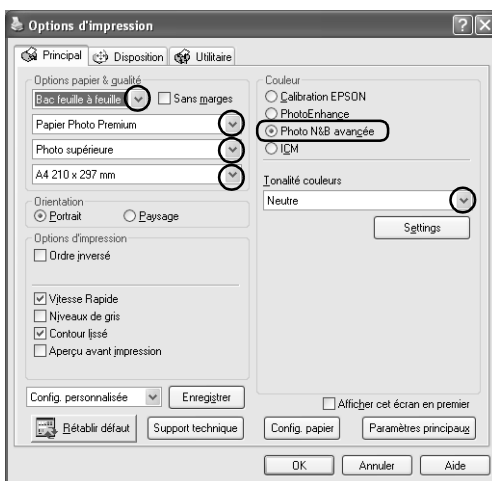 Options d'impression
Principal
Disposition
Utilitaire
Options papier & qualité
Bac feuille à feuille
Sans marges
Papier Photo Premium
Photo supérieure
A4 210 x 297 mm
Orientation
Portrait
Paysage
Options d'impression
Ordre inversé
Vitesse Rapide
Niveaux de gris
Contour lissé
Aperçu avant impression
Couleur
Calibration EPSON
PhotoEnhance
Photo N&B avançée
ICM
Tonalité couleurs
Neutre
Settings
Config. personnalisée
Enregistrer
Afficher cet écran en premier
Rétablir défaut
Support technique
Config. papier
Paramètres principaux
OK
Annuler
Aide